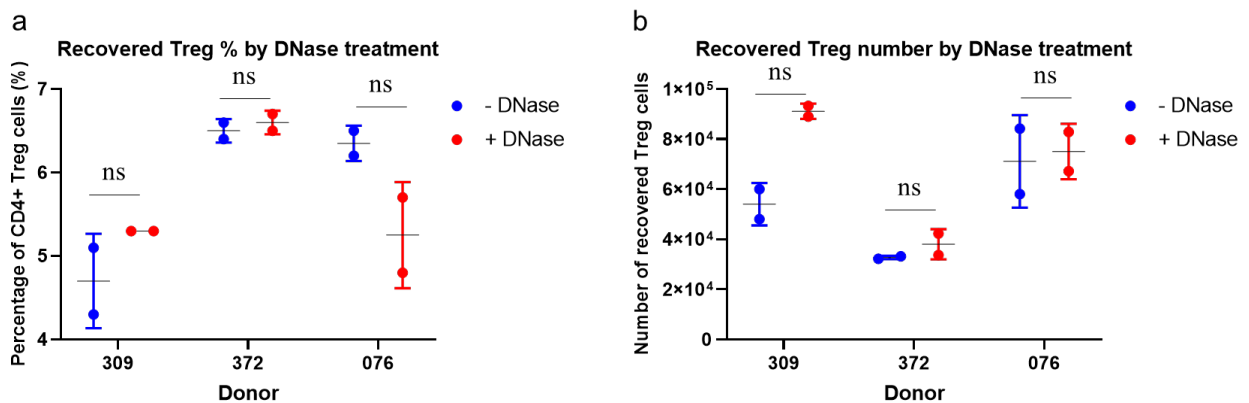 a
Recovered Treg % by DNase treatment
Percentage of CD4+ Treg cells (%)
7
6
5
4
ns
ns
ns
- DNase
+ DNase
309
372
076
Donor
b
Recovered Treg number by DNase treatment
Number of recovered Treg cells
1×10⁵
8×10⁴
6×10⁴
4×10⁴
2×10⁴
0
ns
ns
ns
- DNase
+ DNase
309
372
076
Donor